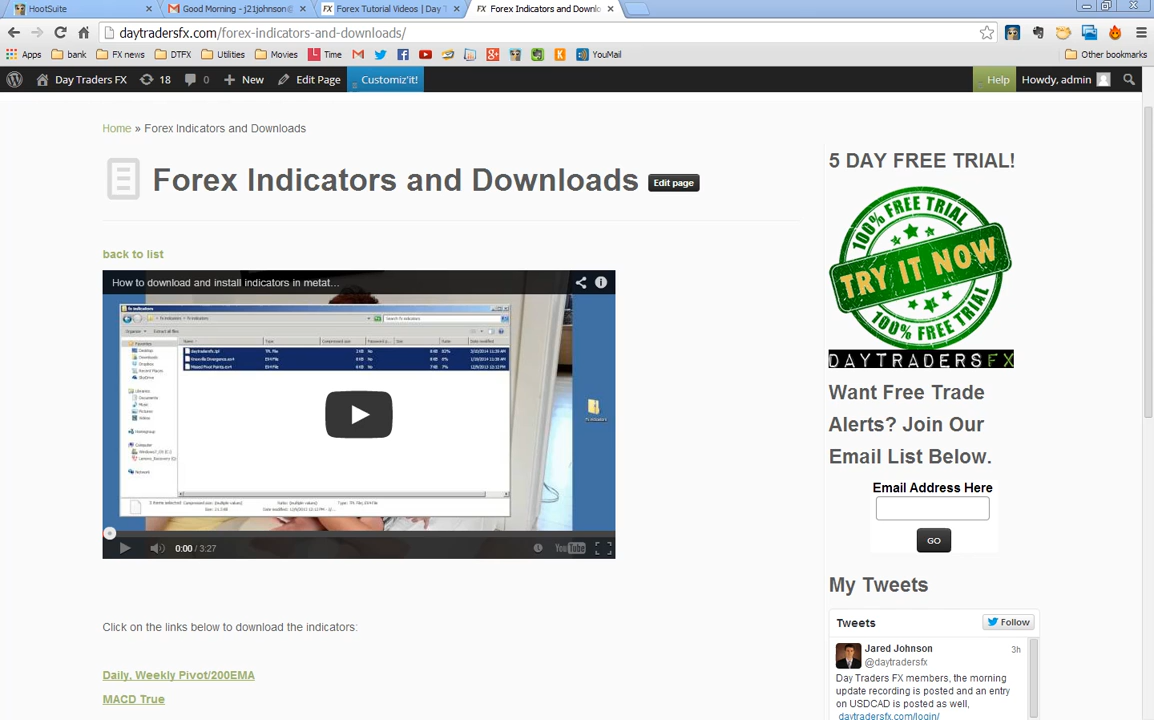 HootSuite
Good Morning - j21johnson@
Forex Tutorial Videos | Day T
Forex Indicators and Downlo
daytradersfx.com/forex-indicators-and-downloads/
Apps bank FX news DTFX Utilities Movies Time YouMail Other bookmarks
Day Traders FX 18 0 New Edit Page Customiz'it! Help Howdy, admin
Home » Forex Indicators and Downloads
Forex Indicators and Downloads Edit page
back to list
How to download and install indicators in metat...
0:00 / 3:27 YouTube
Click on the links below to download the indicators:
Daily, Weekly Pivot/200EMA
MACD True
5 DAY FREE TRIAL!
100% FREE TRIAL
TRY IT NOW
100% FREE TRIAL
DAYTRADERSFX
Want Free Trade
Alerts? Join Our
Email List Below.
Email Address Here
GO
My Tweets
Tweets Follow
Jared Johnson 3h
@daytradersfx
Day Traders FX members, the morning
update recording is posted and an entry
on USDCAD is posted as well,
daytradersfx.com/login/